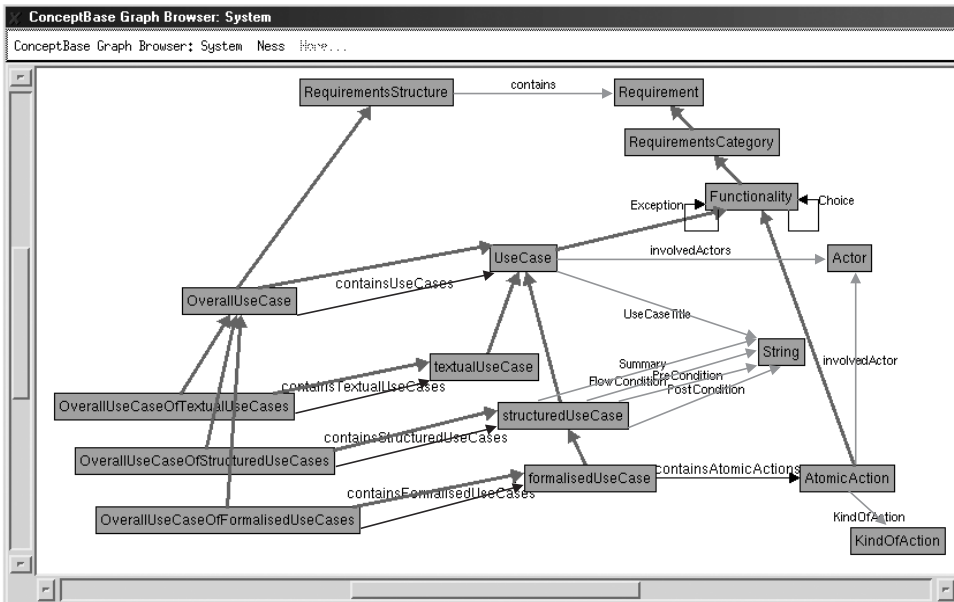 ConceptBase Graph Browser: System
ConceptBase Graph Browser: System Ness More...
RequirementsStructure
contains
Requirement
RequirementsCategory
Functionality
Exception
Choice
UseCase
involvedActors
Actor
containsUseCases
OverallUseCase
UseCaseTitle
String
involvedActor
textualUseCase
Summary
PreCondition
FlowCondition
PostCondition
containsTextualUseCases
OverallUseCaseOfTextualUseCases
structuredUseCase
containsStructuredUseCases
OverallUseCaseOfStructuredUseCases
formalisedUseCase
containsAtomicActions
AtomicAction
containsFormalisedUseCases
OverallUseCaseOfFormalisedUseCases
KindOfAction
KindOfAction